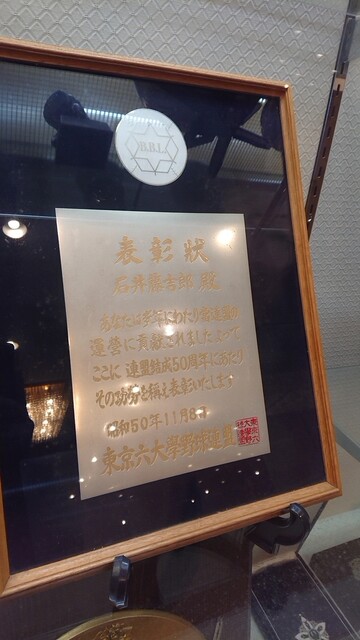 B.B.L.
表彰状
石井藤吉郎 殿
あなたは多年にわたり当連盟の
運営に貢献されましたよって
ここに 連盟結成50周年にあたり
その功労を称え表彰いたします
昭和50年11月8日
東京六大學野球連盟